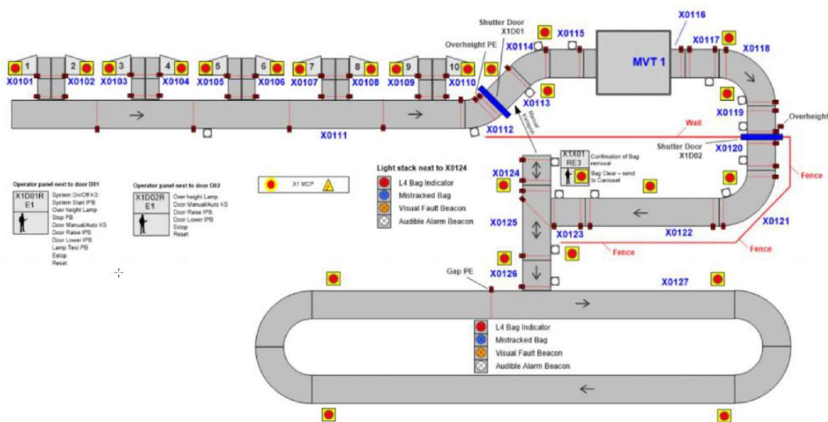 Shutter Door
X1D01
Overheight PE
X0114
X0115
X0116
X0117
X0118
MVT 1
1
2
3
4
5
6
7
8
9
10
X0101
X0102
X0103
X0104
X0105
X0106
X0107
X0108
X0109
X0110
X0113
X0119
X0111
X0112
Manual
transport
Wall
Overheight
X0120
Shutter Door
X1D02
Light stack next to X0124
L4 Bag Indicator
Mistracked Bag
Visual Fault Beacon
Audible Alarm Beacon
X1 MCP
X0124
X1X01
RE3
Confirmation of Bag
removal
Bag Clear – send
to Carousel
Fence
Operator panel next to door D01
X1D01R
E1
System On/Off KS
System Start IPB
Over height Lamp
Stop PB
Door Manual/Auto KS
Door Raise IPB
Door Lower IPB
Lamp Test PB
Estop
Reset
Operator panel next to door D02
X1D02R
E1
Over height Lamp
Door Manual/Auto KS
Door Raise IPB
Door Lower IPB
Estop
Reset
X0125
X0123
X0122
X0121
Fence
Fence
X0126
Gap PE
X0127
L4 Bag Indicator
Mistracked Bag
Visual Fault Beacon
Audible Alarm Beacon